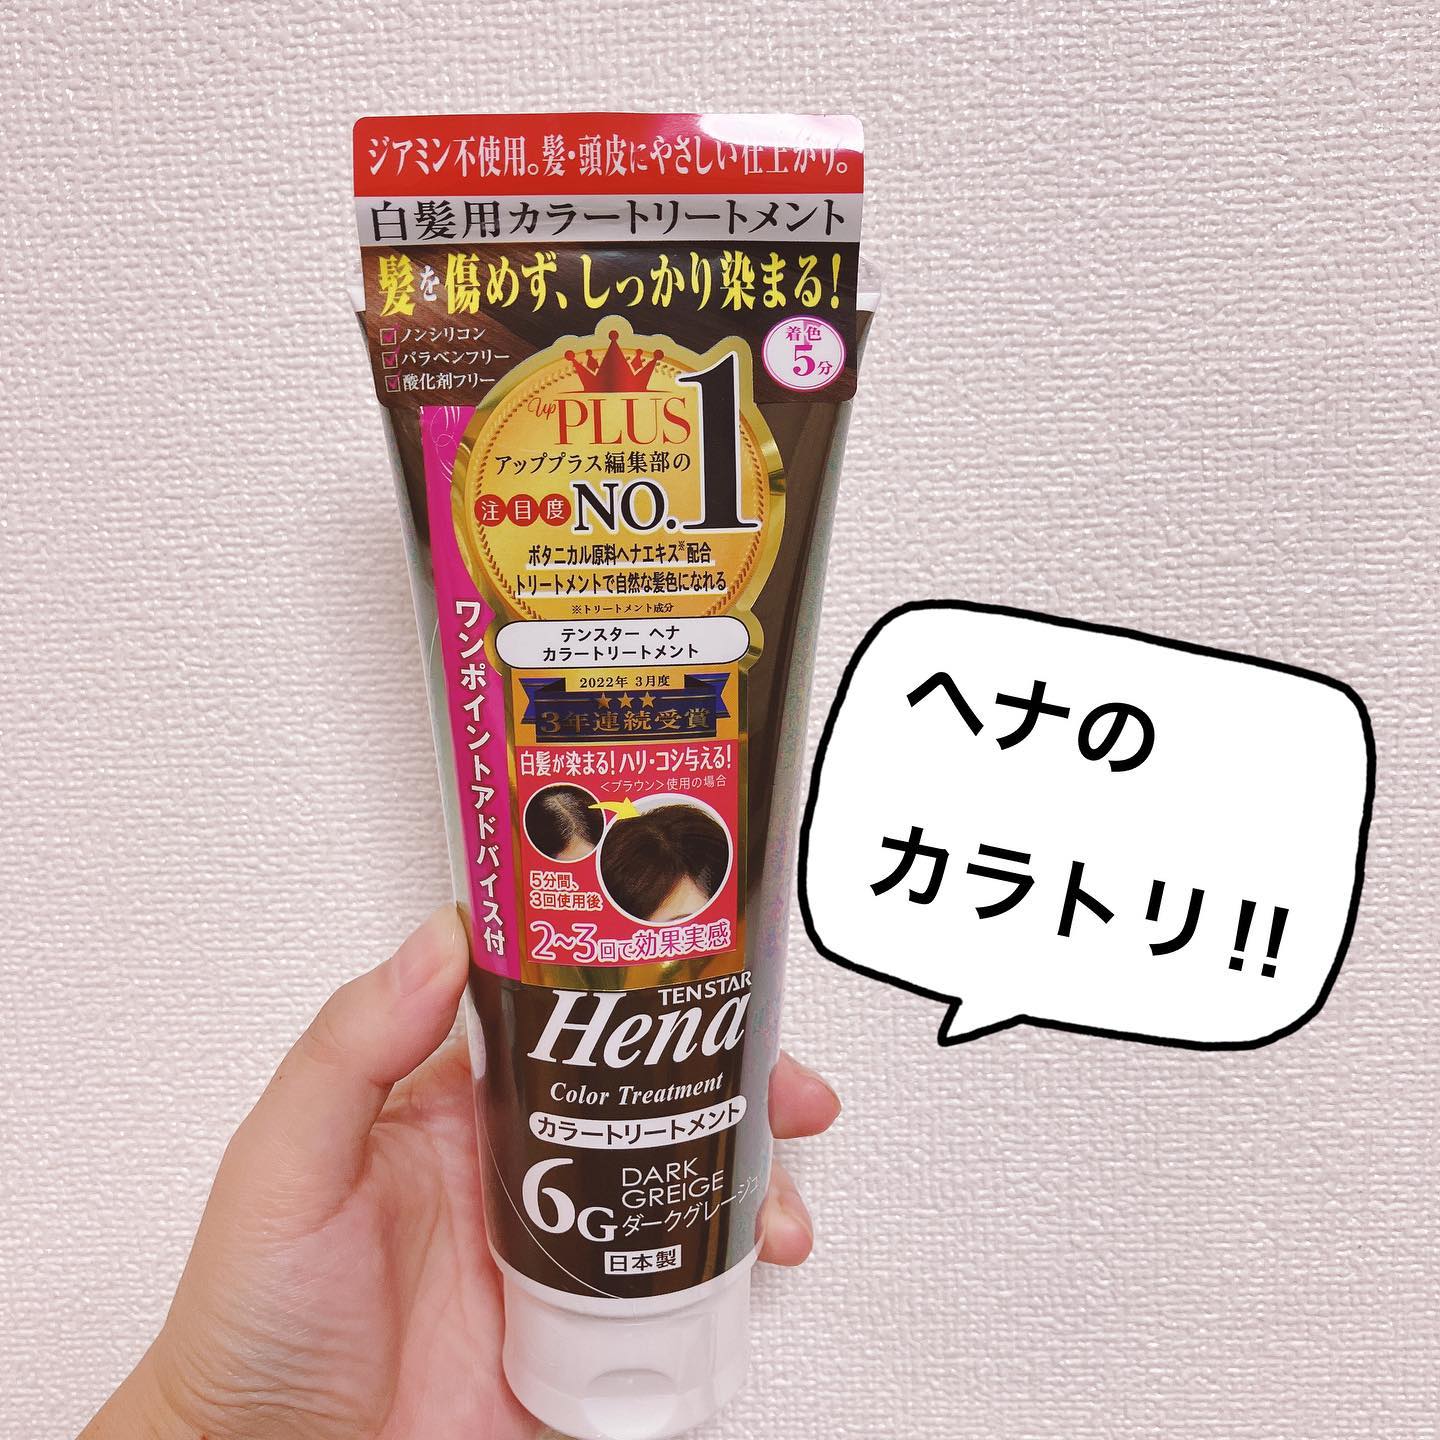 ジアミン不使用。髪・頭皮にやさしい仕上がり。
白髪用カラートリートメント
髪を傷めず、しっかり染まる!
ノンシリコン
パラベンフリー
酸化剤フリー
着色
5分
up PLUS
アッププラス編集部の
注目度 NO.1
ボタニカル原料ヘナエキス※配合
トリートメントで自然な髪色になれる
※トリートメント成分
テンスター ヘナ
カラートリートメント
2022年 3月度
3年連続受賞
白髪が染まる!ハリ・コシ与える!
<ブラウン>使用の場合
5分間、
3回使用後
2〜3回で効果実感
ワンポイントアドバイス付
TEN STAR
Hena
Color Treatment
カラートリートメント
6G
DARK
GREIGE
ダークグレージュ
日本製
ヘナの
カラトリ!!